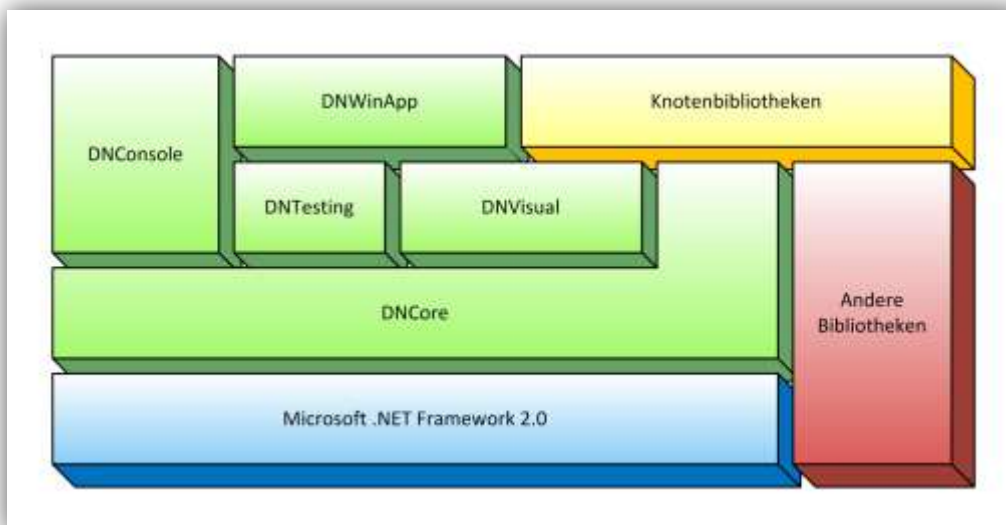 DNWinApp
Knotenbibliotheken
DNConsole
DNTesting
DNVisual
DNCore
Andere
Bibliotheken
Microsoft .NET Framework 2.0